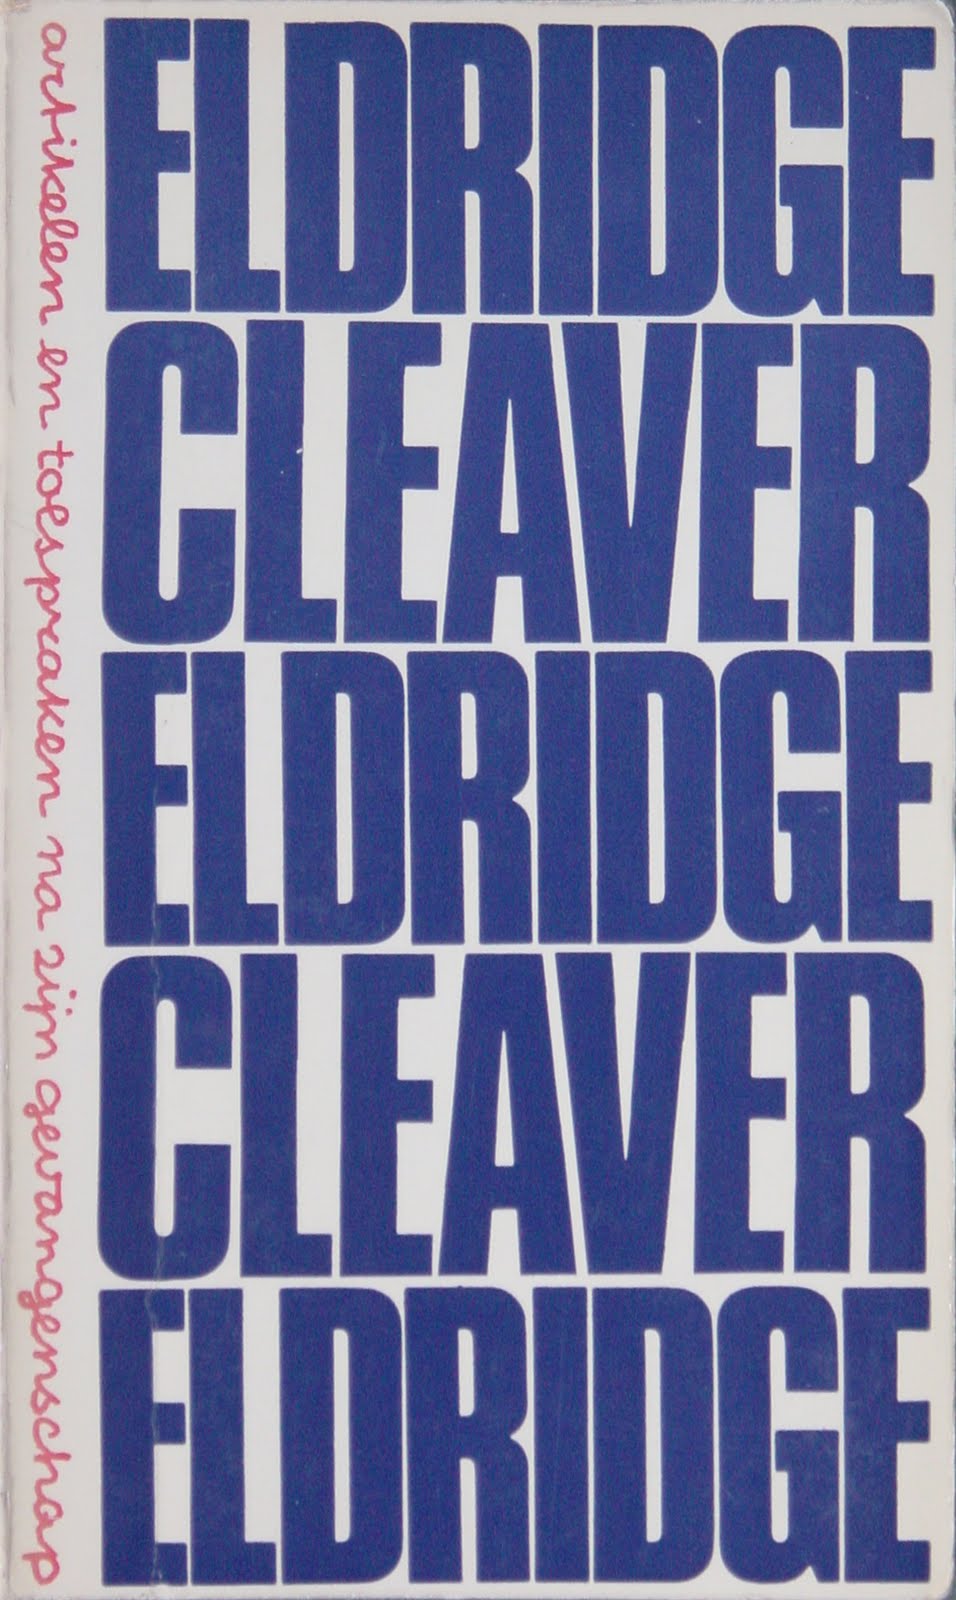 artikelen en toespraken na zijn gevangenschap
ELDRIDGE
CLEAVER
ELDRIDGE
CLEAVER
ELDRIDGE